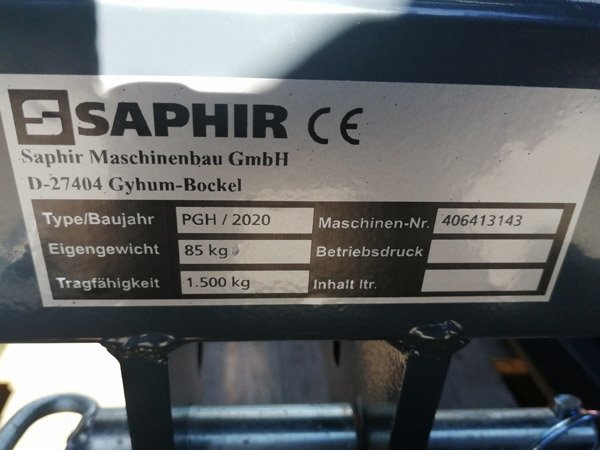 SAPHIR CE
Saphir Maschinenbau GmbH
D-27404 Gyhum-Bockel
Type/Baujahr PGH / 2020 Maschinen-Nr. 406413143
Eigengewicht 85 kg Betriebsdruck
Tragfähigkeit 1.500 kg Inhalt ltr.